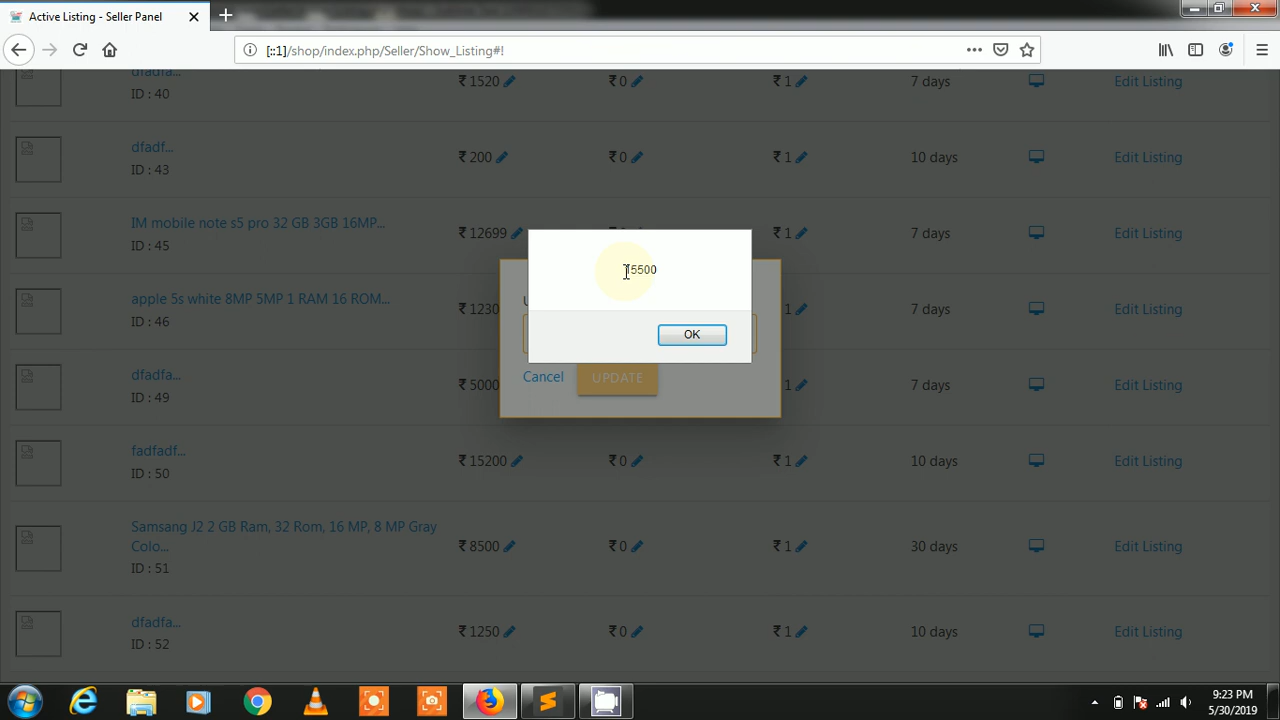 Active Listing - Seller Panel
[::1]/shop/index.php/Seller/Show_Listing#!
dfadfa... ₹ 1520 ₹ 0 ₹ 1 7 days Edit Listing
ID : 40
dfadf... ₹ 200 ₹ 0 ₹ 1 10 days Edit Listing
ID : 43
IM mobile note s5 pro 32 GB 3GB 16MP... ₹ 12699 ₹ 1 7 days Edit Listing
ID : 45
5500
apple 5s white 8MP 5MP 1 RAM 16 ROM... ₹ 1230 ₹ 1 7 days Edit Listing
ID : 46
OK
dfadfa... ₹ 5000 ₹ 1 7 days Edit Listing
ID : 49
Cancel UPDATE
fadfadf... ₹ 15200 ₹ 0 ₹ 1 10 days Edit Listing
ID : 50
Samsang J2 2 GB Ram, 32 Rom, 16 MP, 8 MP Gray
Colo... ₹ 8500 ₹ 0 ₹ 1 30 days Edit Listing
ID : 51
dfadfa... ₹ 1250 ₹ 0 ₹ 1 10 days Edit Listing
ID : 52
9:23 PM
5/30/2019